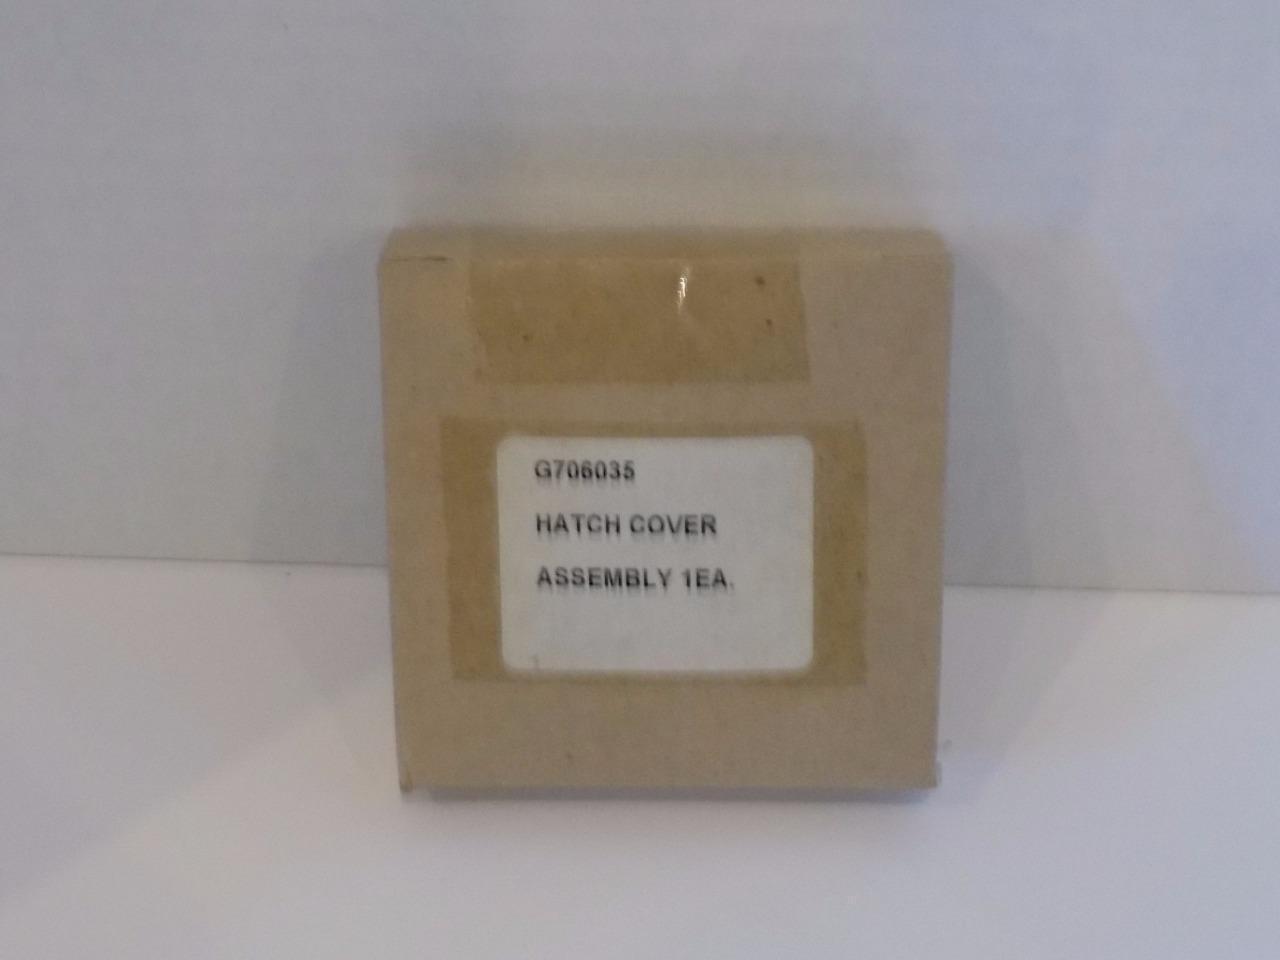 G706035
HATCH COVER
ASSEMBLY 1EA.